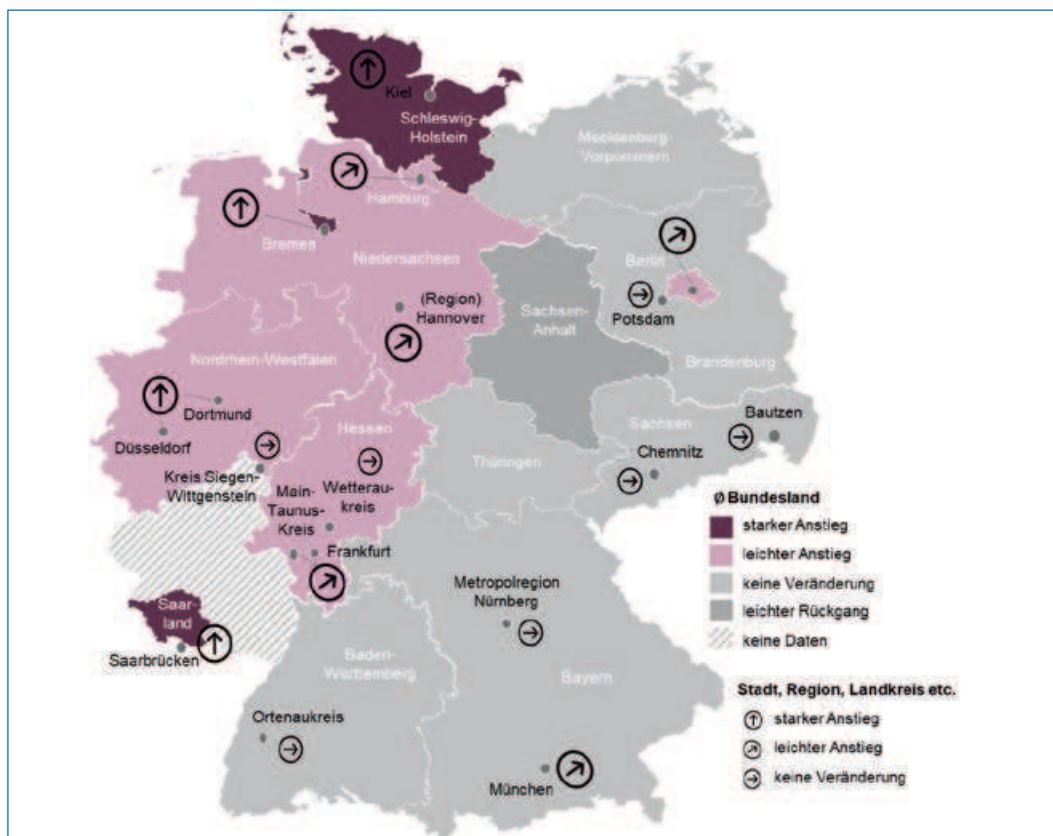 Kiel
Schleswig-
Holstein
Mecklenburg-
Vorpommern
Hamburg
Bremen
Niedersachsen
Berlin
(Region)
Hannover
Sachsen-
Anhalt
Potsdam
Brandenburg
Nordrhein-Westfalen
Dortmund
Düsseldorf
Kreis Siegen-
Wittgenstein
Hessen
Wetterau-
kreis
Main-
Taunus-
Kreis
Frankfurt
Thüringen
Sachsen
Bautzen
Chemnitz
Saar-
land
Saarbrücken
Metropolregion
Nürnberg
Baden-
Württemberg
Bayern
Ortenaukreis
München
Ø Bundesland
starker Anstieg
leichter Anstieg
keine Veränderung
leichter Rückgang
keine Daten
Stadt, Region, Landkreis etc.
starker Anstieg
leichter Anstieg
keine Veränderung